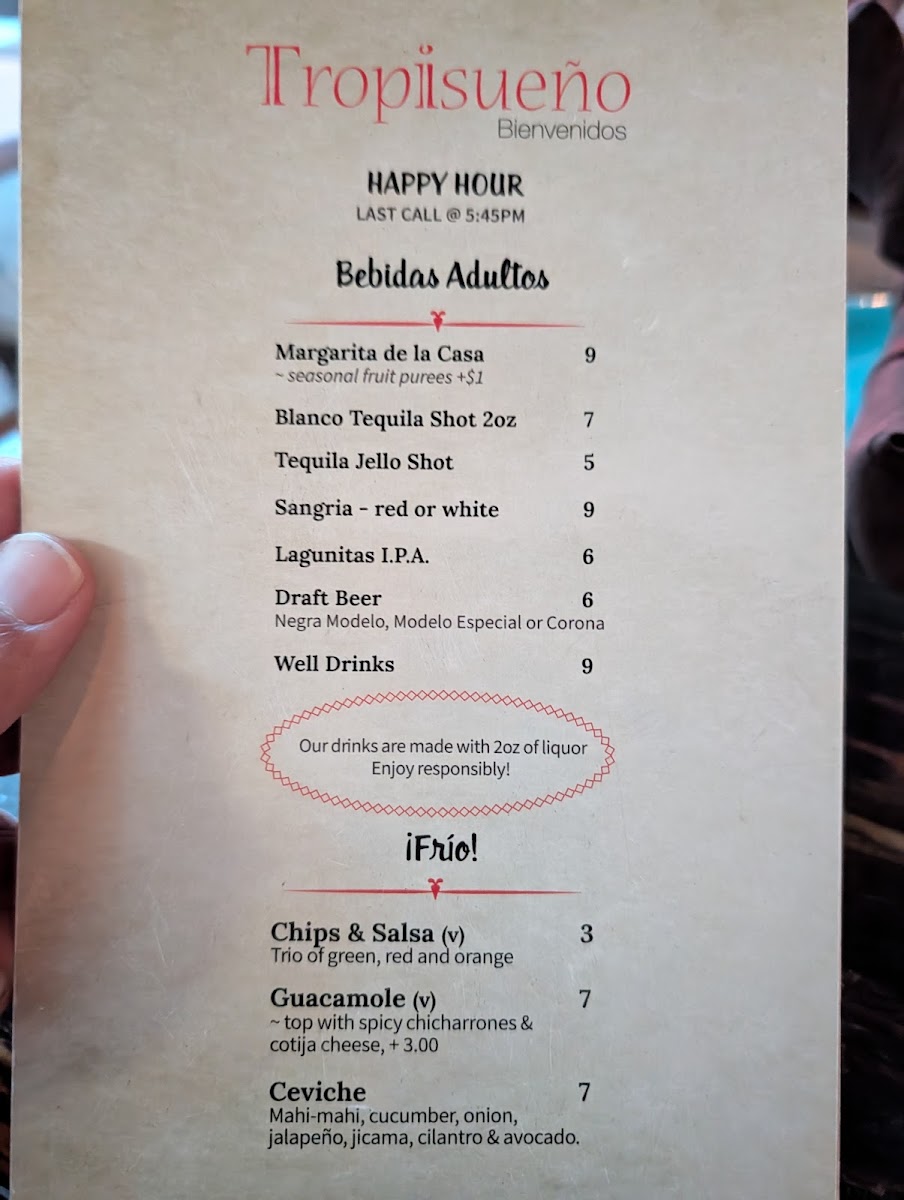 Tropisueño
Bienvenidos
HAPPY HOUR
LAST CALL @ 5:45PM
Bebidas Adultos
Margarita de la Casa 9
~ seasonal fruit purees +$1
Blanco Tequila Shot 2oz 7
Tequila Jello Shot 5
Sangria - red or white 9
Lagunitas I.P.A. 6
Draft Beer 6
Negra Modelo, Modelo Especial or Corona
Well Drinks 9
Our drinks are made with 2oz of liquor
Enjoy responsibly!
¡Frío!
Chips & Salsa (v) 3
Trio of green, red and orange
Guacamole (v) 7
~ top with spicy chicharrones &
cotija cheese, + 3.00
Ceviche 7
Mahi-mahi, cucumber, onion,
jalapeño, jicama, cilantro & avocado.